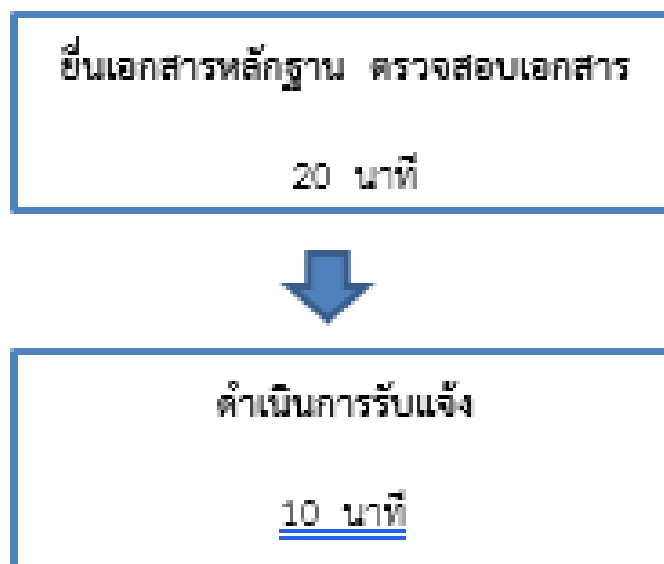 ยื่นเอกสารหลักฐาน ตรวจสอบเอกสาร
20 นาที
ดำเนินการรับแจ้ง
10 นาที